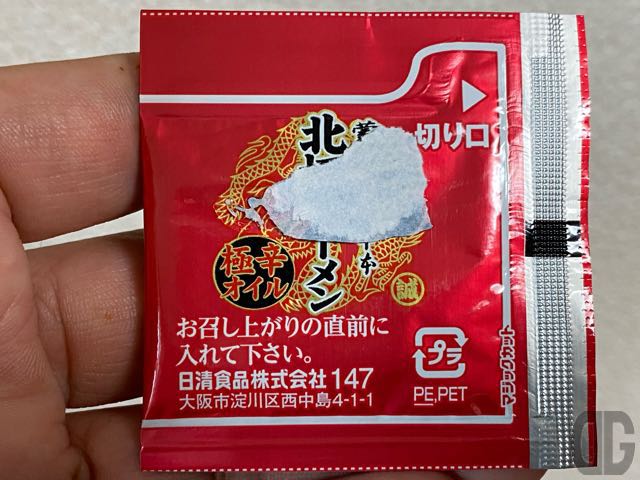 切り口
北
メン
誠
極辛
オイル
お召し上がりの直前に
入れて下さい。
日清食品株式会社 147
大阪市淀川区西中島4-1-1
プラ
PE,PET
マジックカット
DG